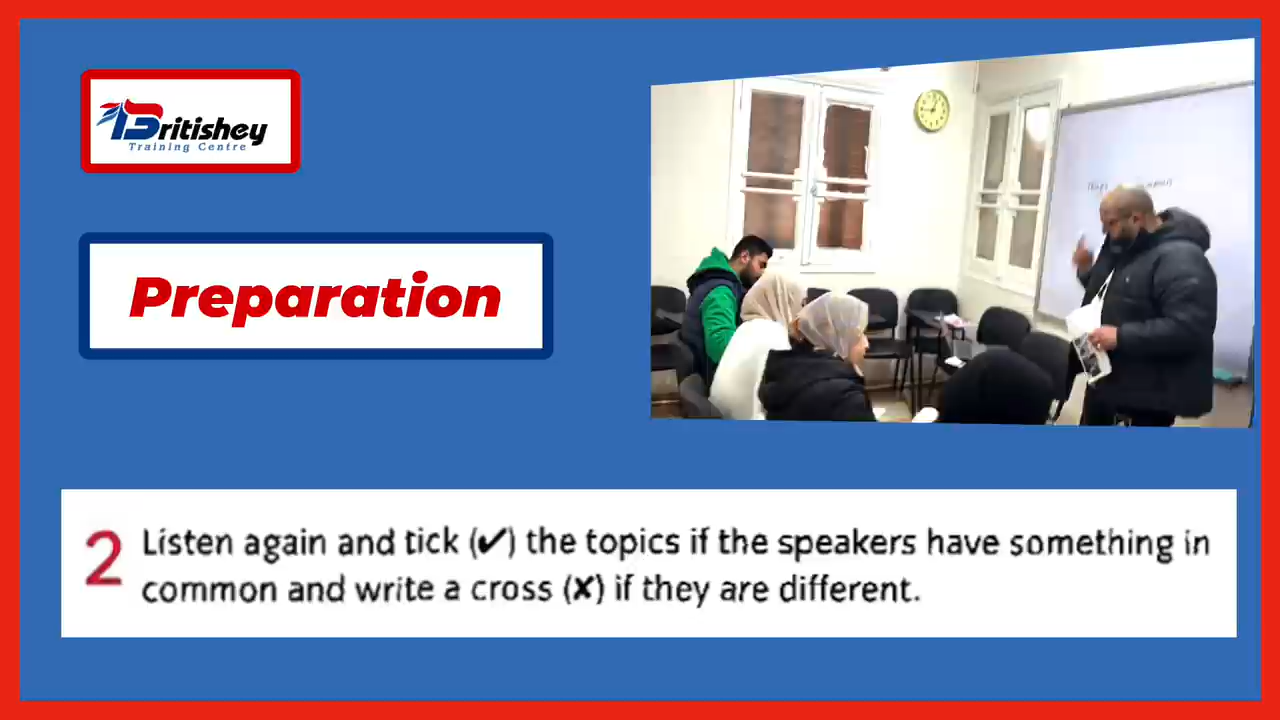 Britishey
Training Centre
Preparation
2 Listen again and tick (✔) the topics if the speakers have something in
common and write a cross (✘) if they are different.